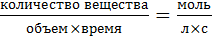 количество вещества
объем ×время
=
моль
л×с